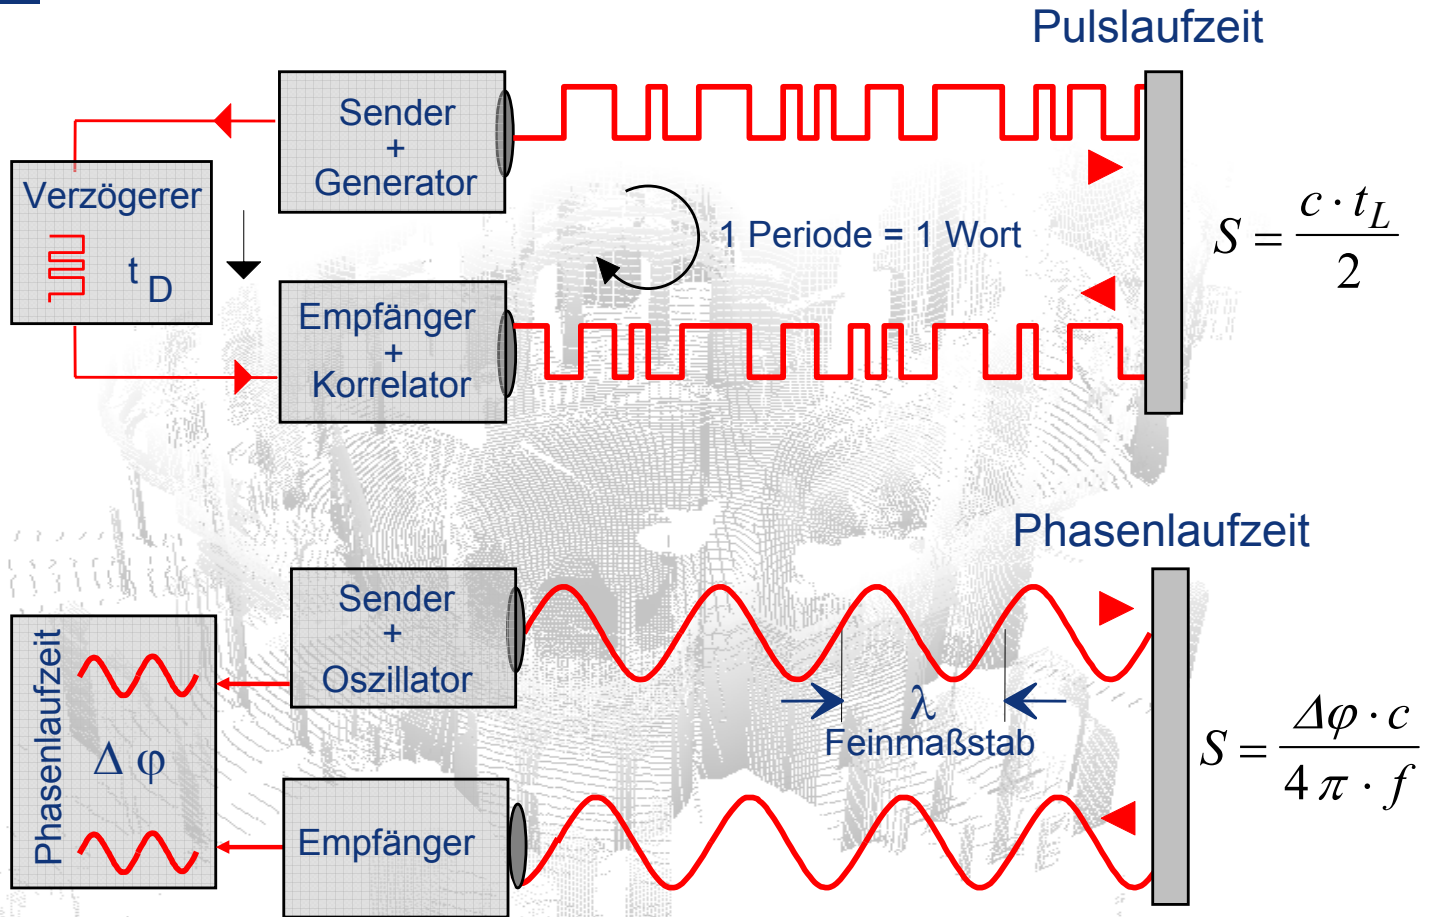 Pulslaufzeit
Sender
+
Generator
Verzögerer
t D
1 Periode = 1 Wort
S = c · t_L / 2
Empfänger
+
Korrelator
Phasenlaufzeit
Sender
+
Oszillator
Phasenlaufzeit
Δ φ
λ
Feinmaßstab
S = Δφ · c / 4 π · f
Empfänger